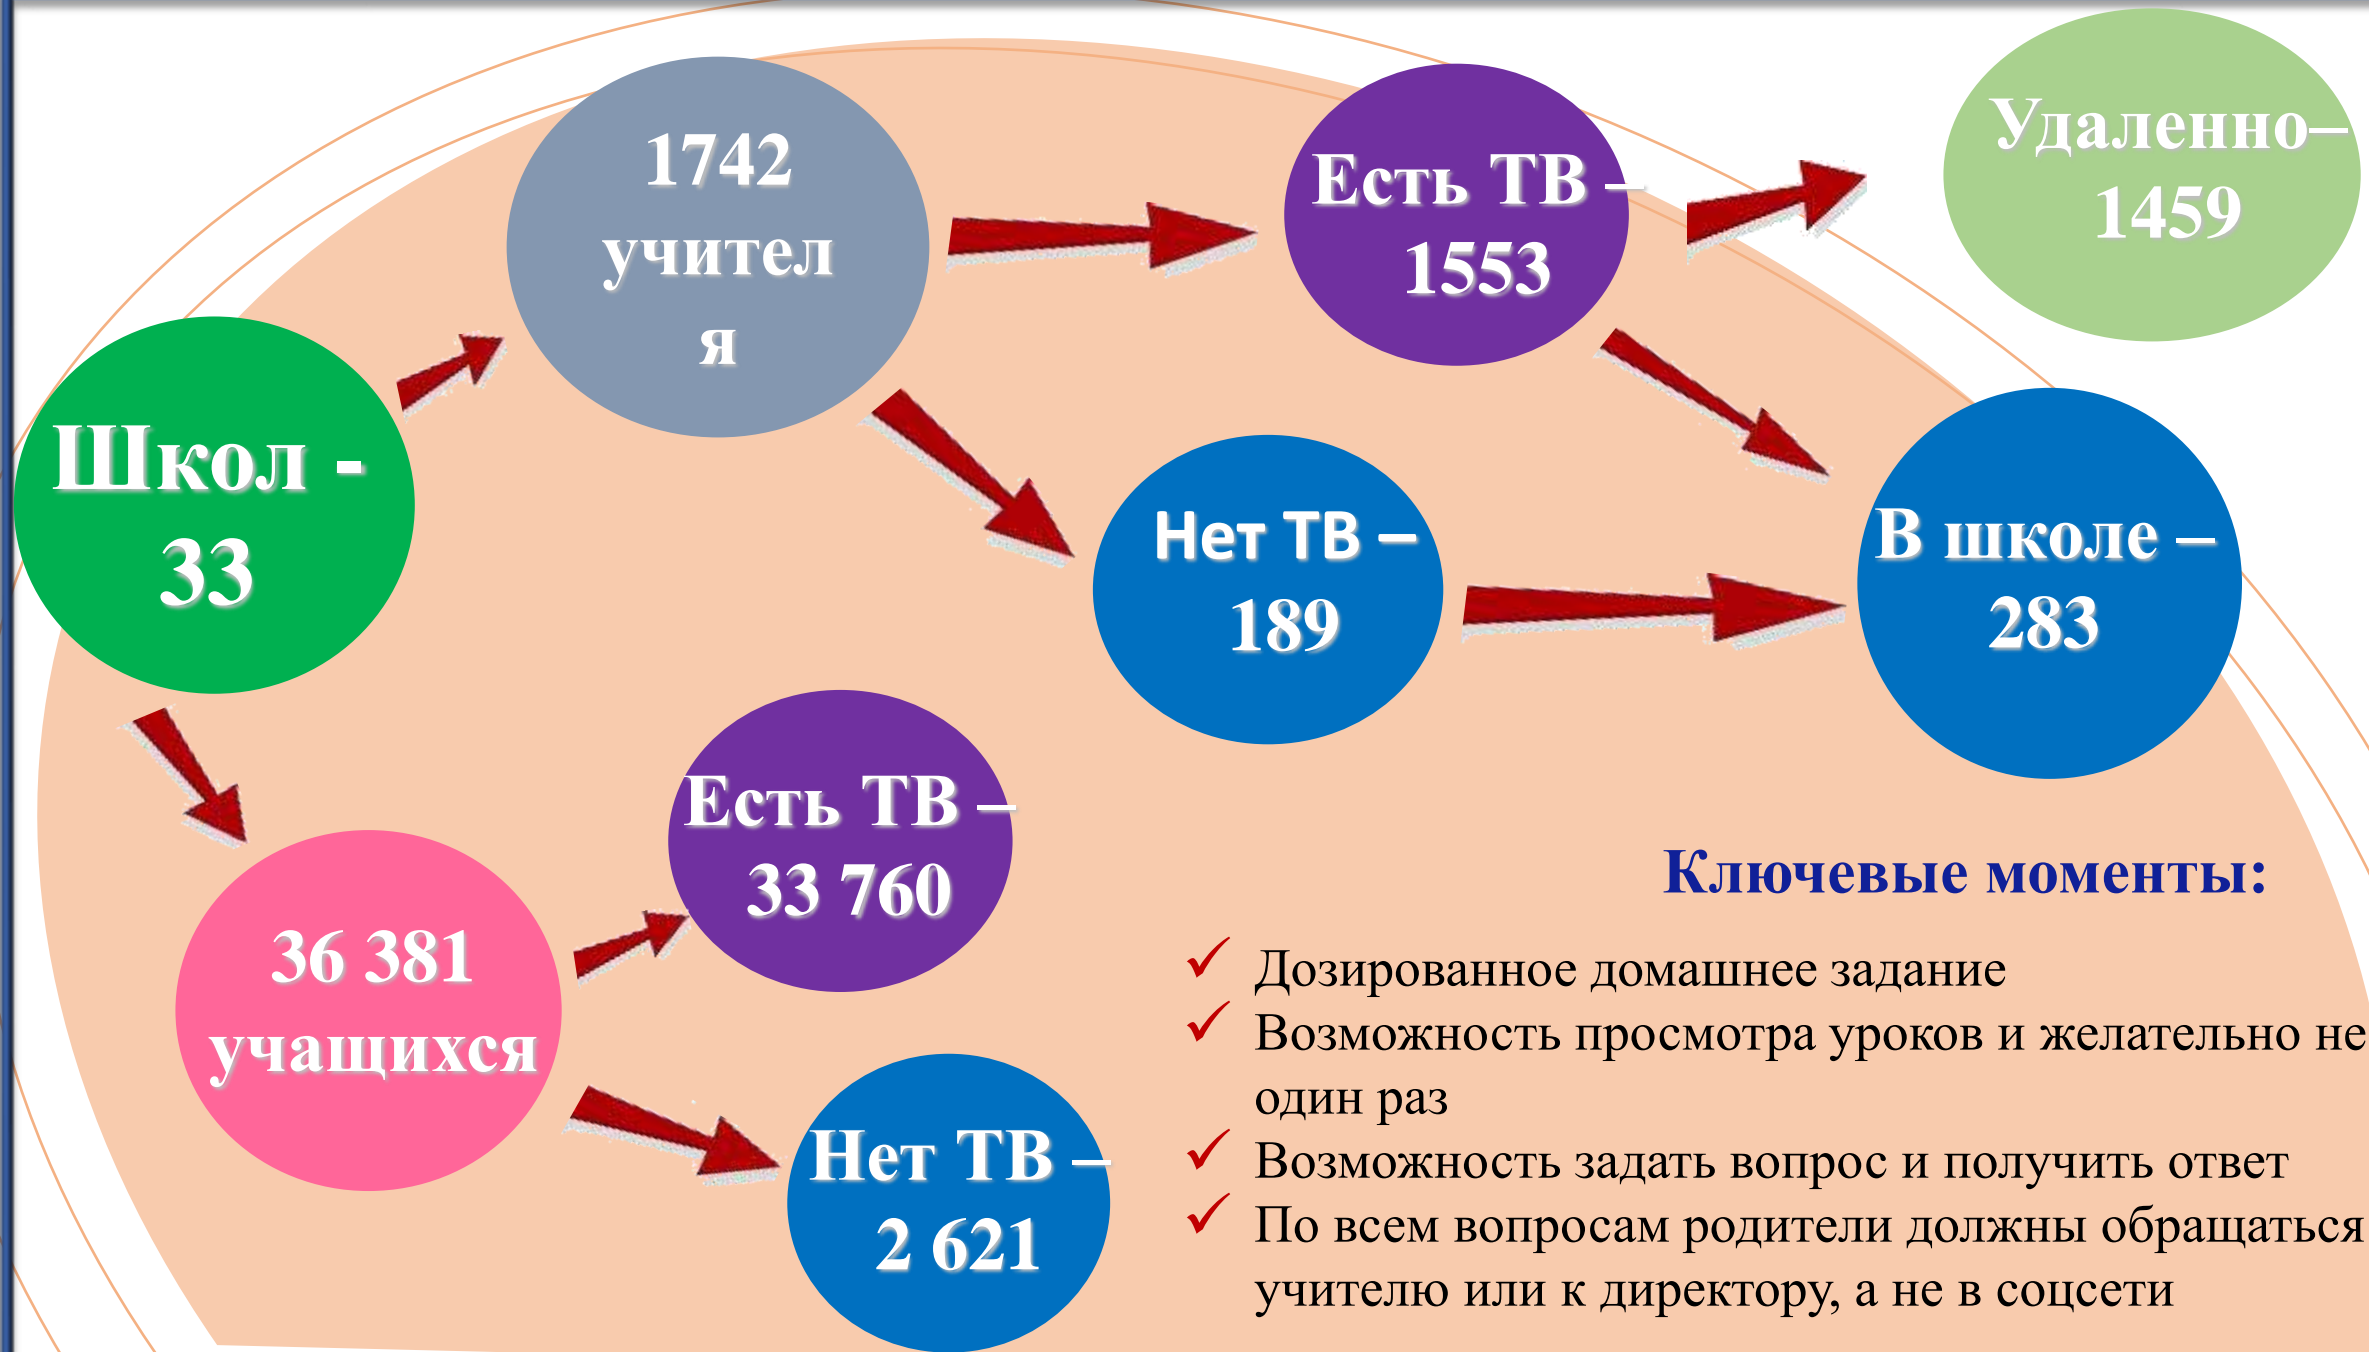 Школ -
33
1742
учител
я
Есть ТВ –
1553
Удаленно–
1459
Нет ТВ –
189
В школе –
283
36 381
учащихся
Есть ТВ –
33 760
Нет ТВ –
2 621
Ключевые моменты:
✓ Дозированное домашнее задание
✓ Возможность просмотра уроков и желательно не
один раз
✓ Возможность задать вопрос и получить ответ
✓ По всем вопросам родители должны обращаться
учителю или к директору, а не в соцсети